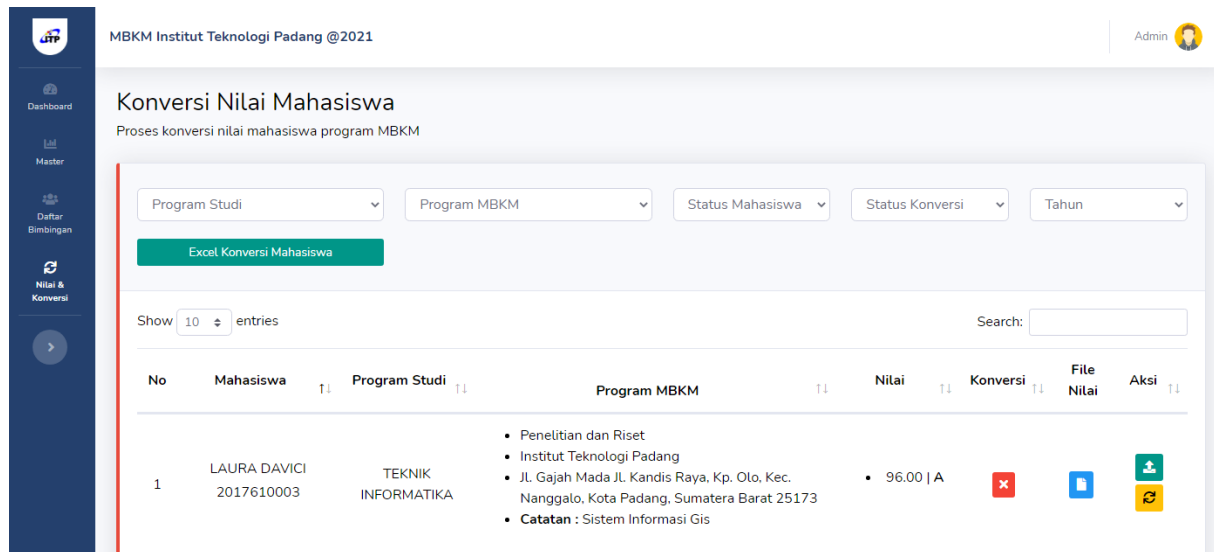 ITP
MBKM Institut Teknologi Padang @2021
Admin
Dashboard
Master
Daftar
Bimbingan
Nilai &
Konversi
Konversi Nilai Mahasiswa
Proses konversi nilai mahasiswa program MBKM
Program Studi
Program MBKM
Status Mahasiswa
Status Konversi
Tahun
Excel Konversi Mahasiswa
Show 10 entries
Search:
No Mahasiswa Program Studi Program MBKM Nilai Konversi File Nilai Aksi
1
LAURA DAVICI
2017610003
TEKNIK
INFORMATIKA
• Penelitian dan Riset
• Institut Teknologi Padang
• Jl. Gajah Mada Jl. Kandis Raya, Kp. Olo, Kec.
Nanggalo, Kota Padang, Sumatera Barat 25173
• Catatan : Sistem Informasi Gis
• 96.00 | A